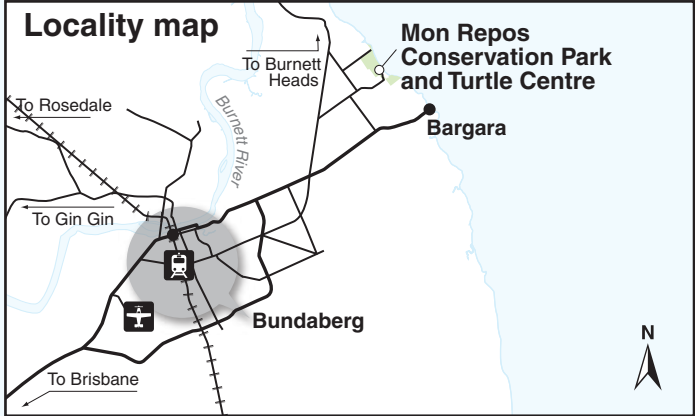 Locality map
Mon Repos
Conservation Park
and Turtle Centre
To Burnett
Heads
To Rosedale
Burnett River
Bargara
To Gin Gin
Bundaberg
N
To Brisbane